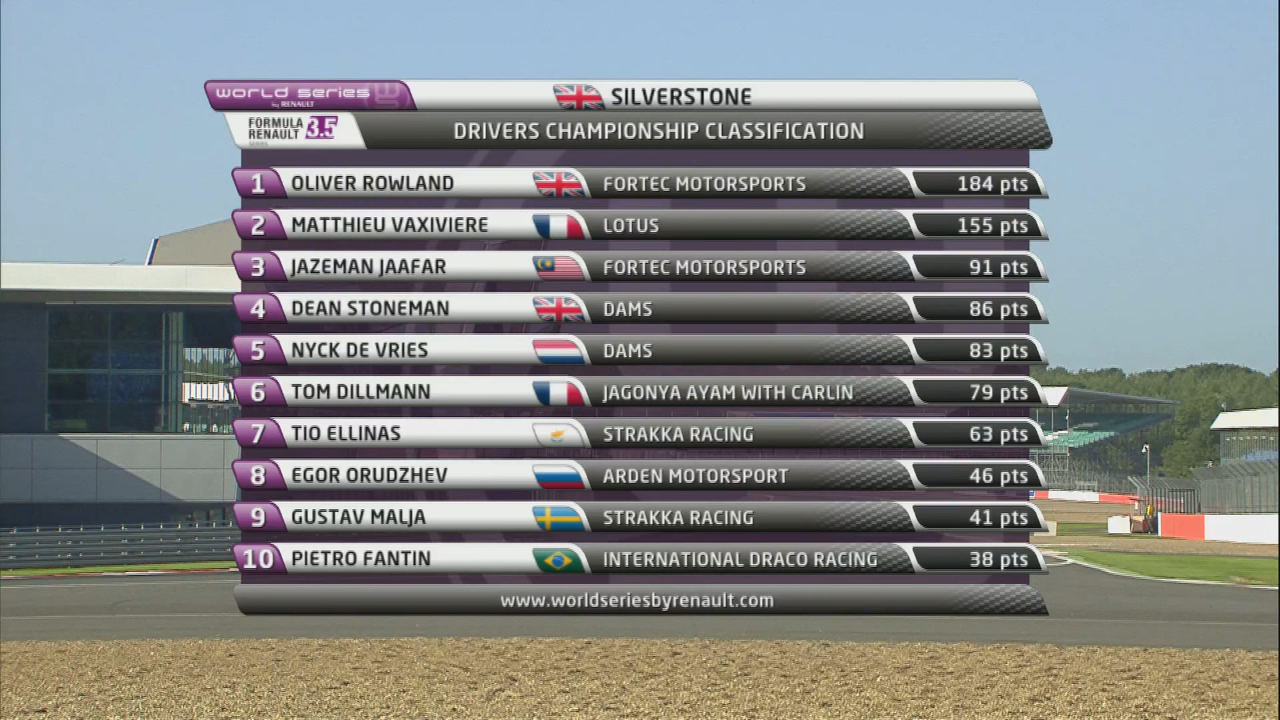 world series
by RENAULT
SILVERSTONE
FORMULA RENAULT 3.5
SERIES
DRIVERS CHAMPIONSHIP CLASSIFICATION
1 OLIVER ROWLAND FORTEC MOTORSPORTS 184 pts
2 MATTHIEU VAXIVIERE LOTUS 155 pts
3 JAZEMAN JAAFAR FORTEC MOTORSPORTS 91 pts
4 DEAN STONEMAN DAMS 86 pts
5 NYCK DE VRIES DAMS 83 pts
6 TOM DILLMANN JAGONYA AYAM WITH CARLIN 79 pts
7 TIO ELLINAS STRAKKA RACING 63 pts
8 EGOR ORUDZHEV ARDEN MOTORSPORT 46 pts
9 GUSTAV MALJA STRAKKA RACING 41 pts
10 PIETRO FANTIN INTERNATIONAL DRACO RACING 38 pts
www.worldseriesbyrenault.com